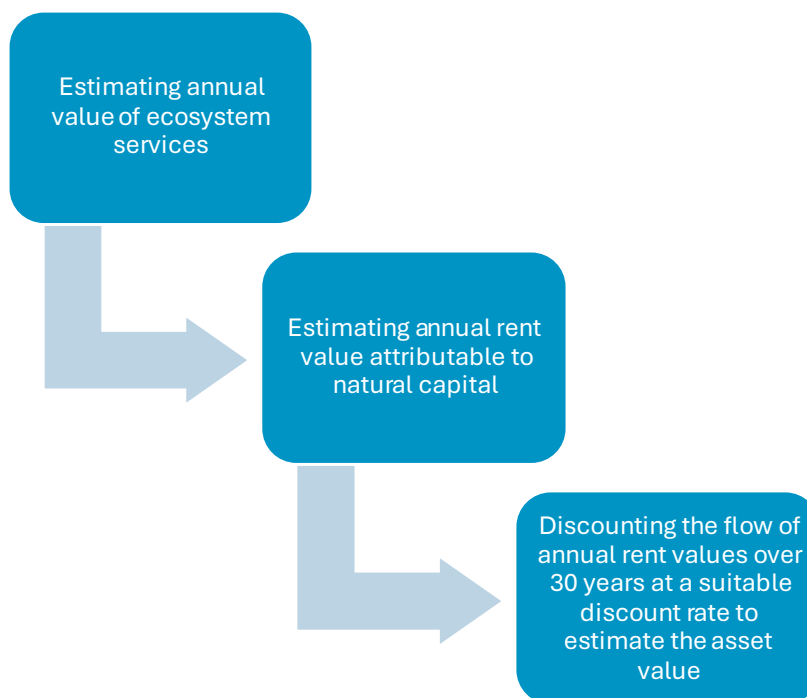 Estimating annual
value of ecosystem
services
Estimating annual rent
value attributable to
natural capital
Discounting the flow of
annual rent values over
30 years at a suitable
discount rate to
estimate the asset
value